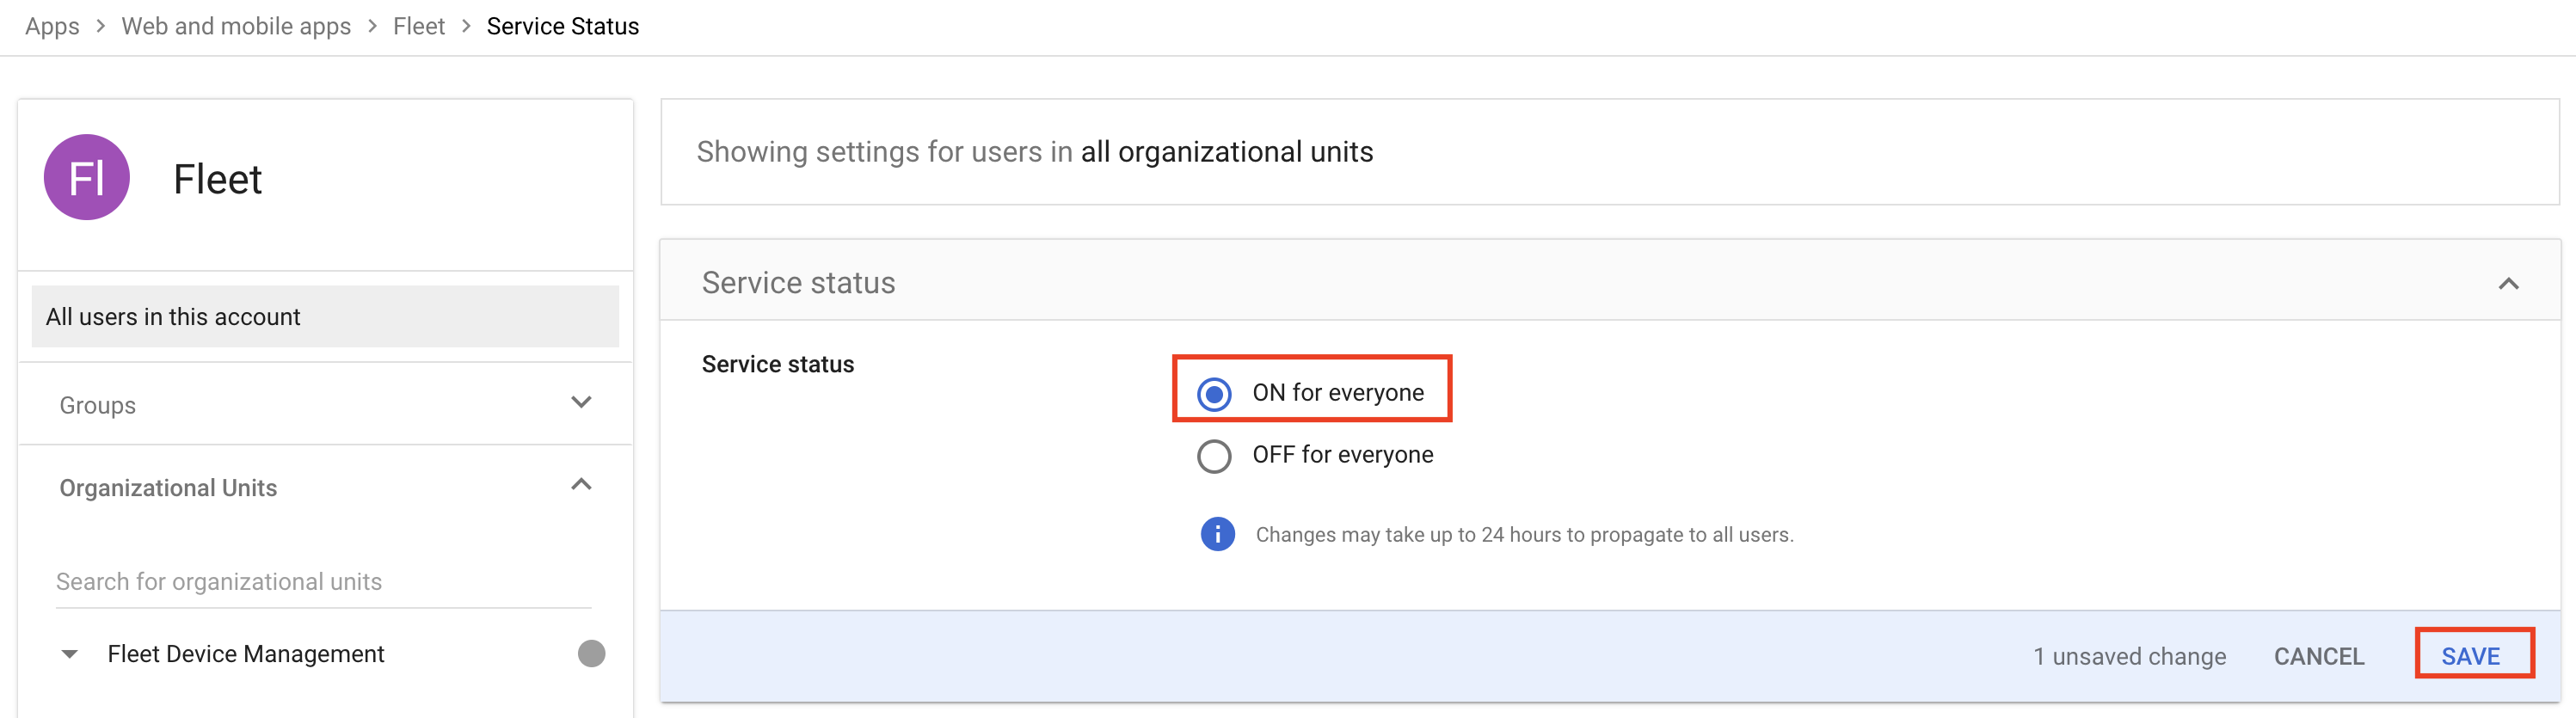 Apps > Web and mobile apps > Fleet > Service Status
Fl
Fleet
All users in this account
Groups
Organizational Units
Search for organizational units
Fleet Device Management
Showing settings for users in all organizational units
Service status
Service status
ON for everyone
OFF for everyone
Changes may take up to 24 hours to propagate to all users.
1 unsaved change
CANCEL
SAVE